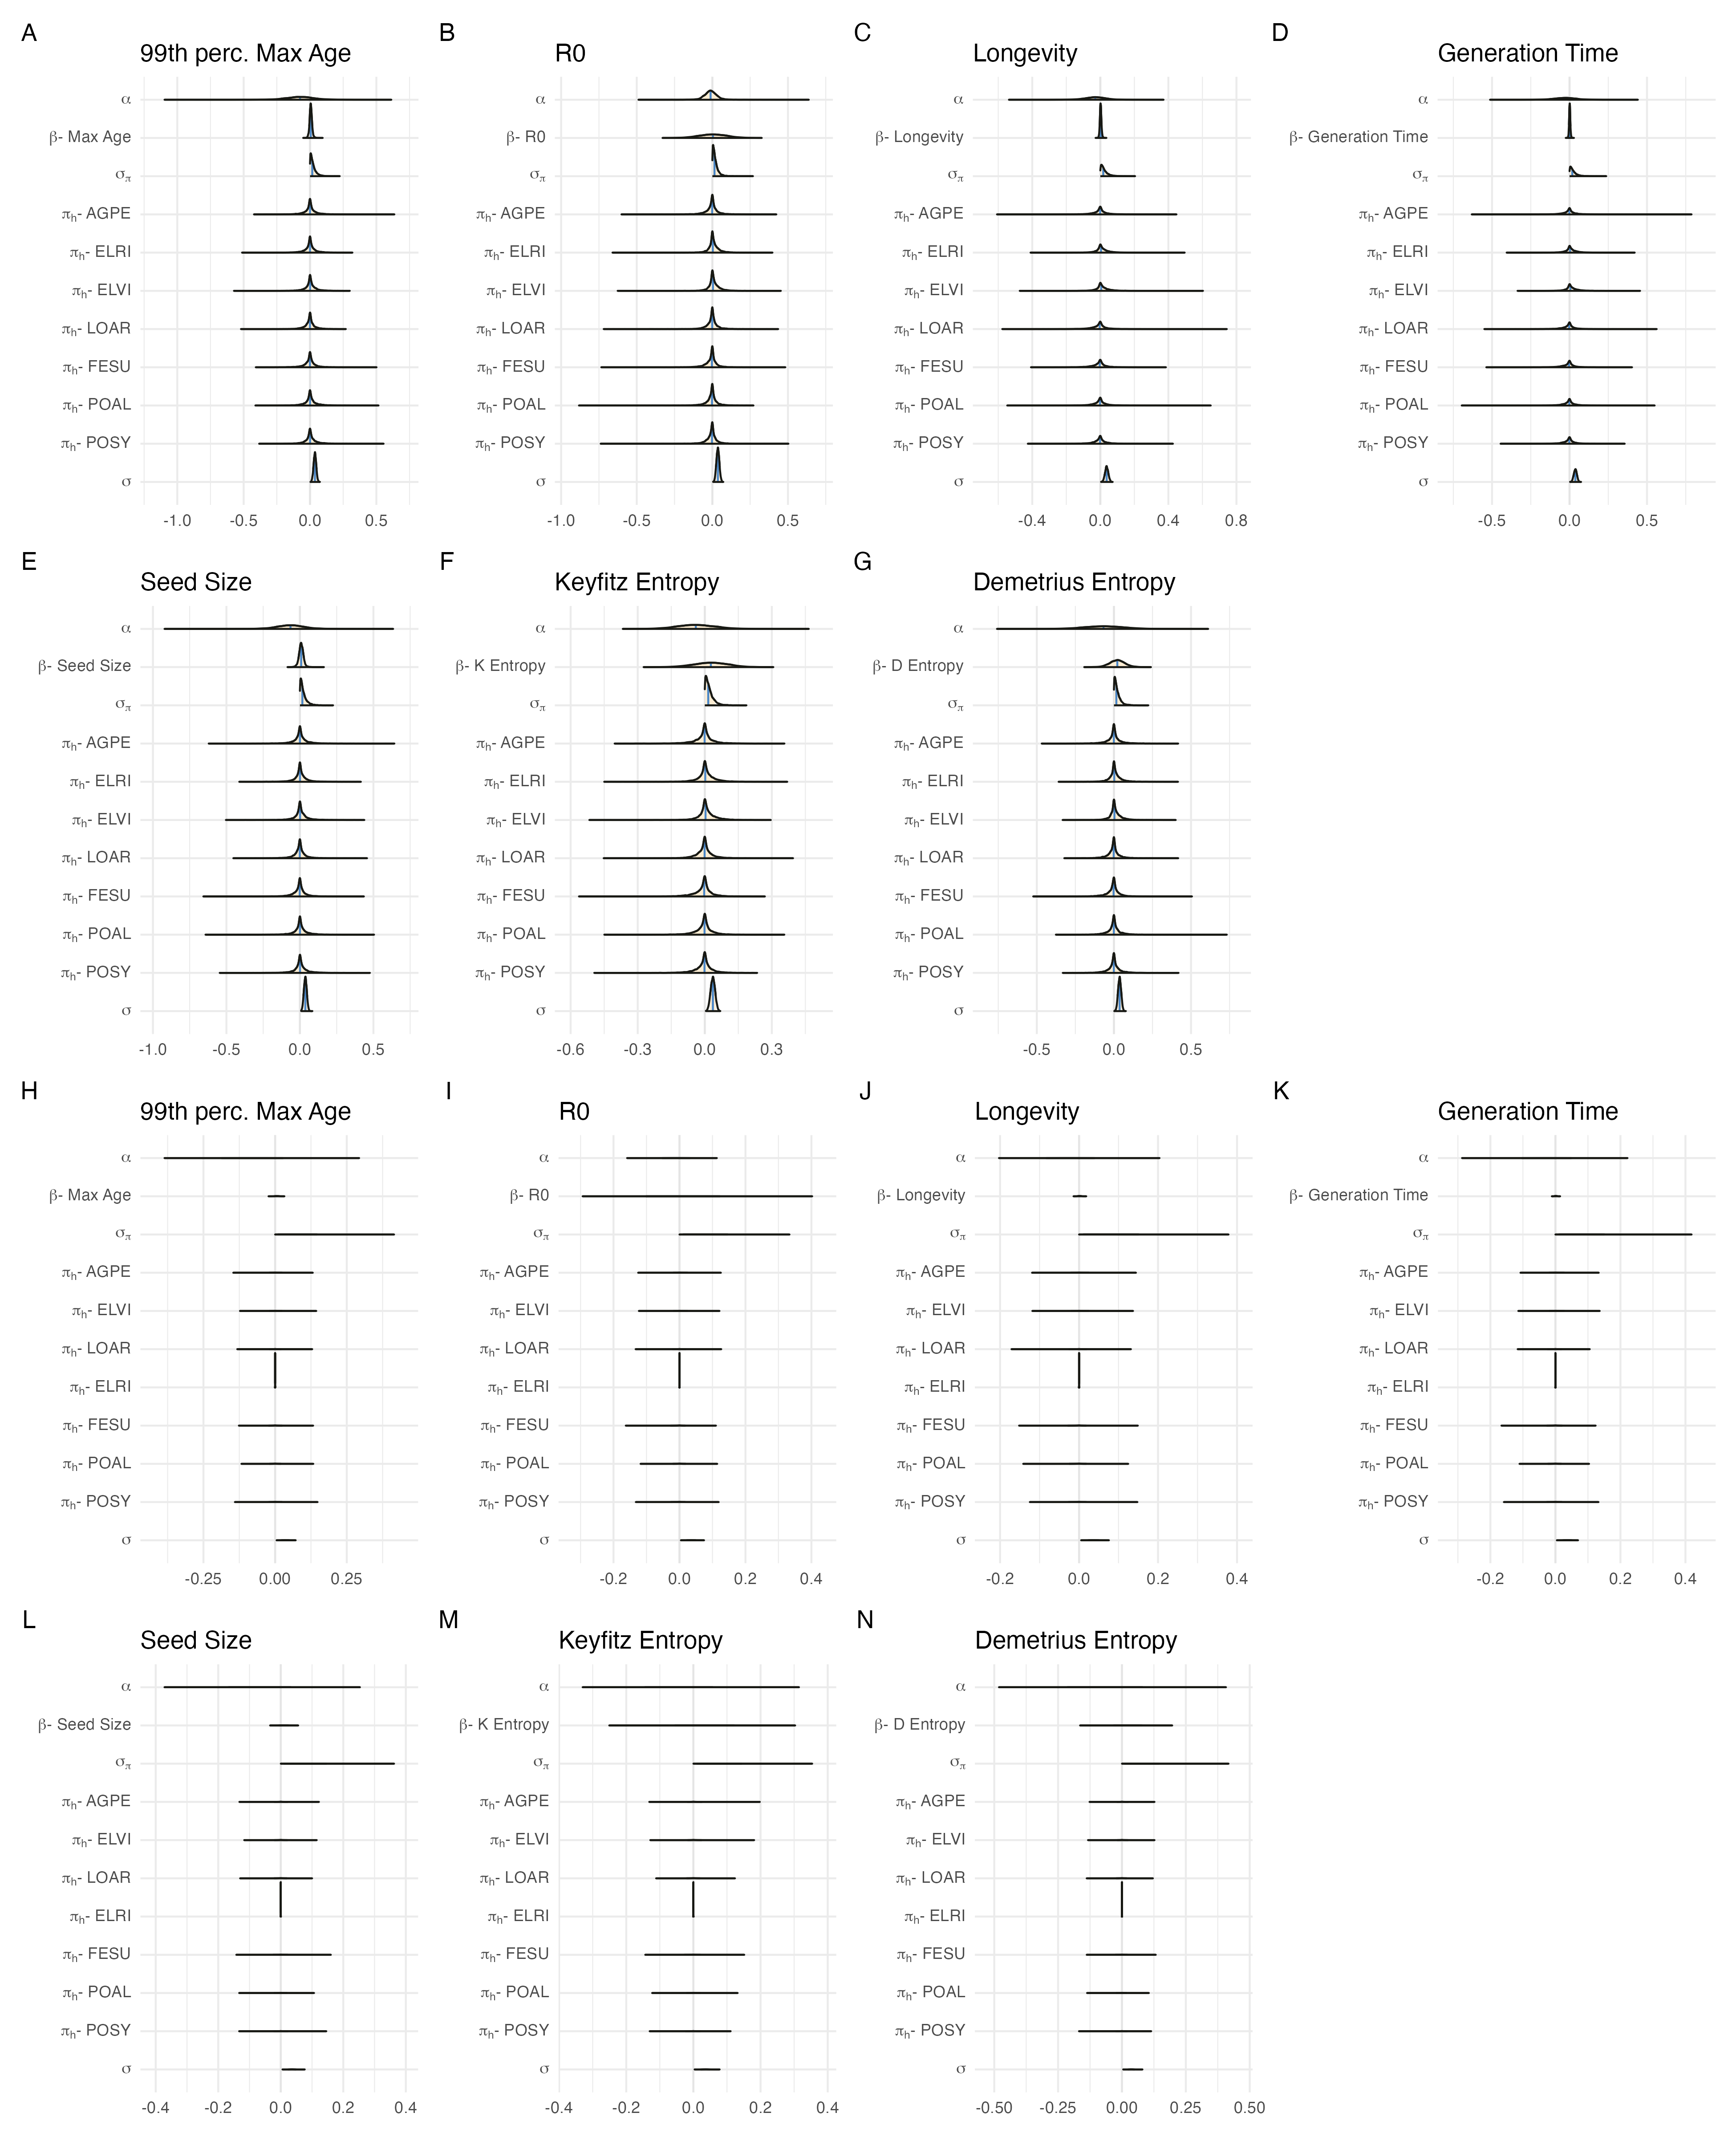 A
99th perc. Max Age
α
β- Max Age
σπ
πh- AGPE
πh- ELRI
πh- ELVI
πh- LOAR
πh- FESU
πh- POAL
πh- POSY
σ
-1.0 -0.5 0.0 0.5
B
R0
α
β- R0
σπ
πh- AGPE
πh- ELRI
πh- ELVI
πh- LOAR
πh- FESU
πh- POAL
πh- POSY
σ
-1.0 -0.5 0.0 0.5
C
Longevity
α
β- Longevity
σπ
πh- AGPE
πh- ELRI
πh- ELVI
πh- LOAR
πh- FESU
πh- POAL
πh- POSY
σ
-0.4 0.0 0.4 0.8
D
Generation Time
α
β- Generation Time
σπ
πh- AGPE
πh- ELRI
πh- ELVI
πh- LOAR
πh- FESU
πh- POAL
πh- POSY
σ
-0.5 0.0 0.5
E
Seed Size
α
β- Seed Size
σπ
πh- AGPE
πh- ELRI
πh- ELVI
πh- LOAR
πh- FESU
πh- POAL
πh- POSY
σ
-1.0 -0.5 0.0 0.5
F
Keyfitz Entropy
α
β- K Entropy
σπ
πh- AGPE
πh- ELRI
πh- ELVI
πh- LOAR
πh- FESU
πh- POAL
πh- POSY
σ
-0.6 -0.3 0.0 0.3
G
Demetrius Entropy
α
β- D Entropy
σπ
πh- AGPE
πh- ELRI
πh- ELVI
πh- LOAR
πh- FESU
πh- POAL
πh- POSY
σ
-0.5 0.0 0.5
H
99th perc. Max Age
α
β- Max Age
σπ
πh- AGPE
πh- ELVI
πh- LOAR
πh- ELRI
πh- FESU
πh- POAL
πh- POSY
σ
-0.25 0.00 0.25
I
R0
α
β- R0
σπ
πh- AGPE
πh- ELVI
πh- LOAR
πh- ELRI
πh- FESU
πh- POAL
πh- POSY
σ
-0.2 0.0 0.2 0.4
J
Longevity
α
β- Longevity
σπ
πh- AGPE
πh- ELVI
πh- LOAR
πh- ELRI
πh- FESU
πh- POAL
πh- POSY
σ
-0.2 0.0 0.2 0.4
K
Generation Time
α
β- Generation Time
σπ
πh- AGPE
πh- ELVI
πh- LOAR
πh- ELRI
πh- FESU
πh- POAL
πh- POSY
σ
-0.2 0.0 0.2 0.4
L
Seed Size
α
β- Seed Size
σπ
πh- AGPE
πh- ELVI
πh- LOAR
πh- ELRI
πh- FESU
πh- POAL
πh- POSY
σ
-0.4 -0.2 0.0 0.2 0.4
M
Keyfitz Entropy
α
β- K Entropy
σπ
πh- AGPE
πh- ELVI
πh- LOAR
πh- ELRI
πh- FESU
πh- POAL
πh- POSY
σ
-0.4 -0.2 0.0 0.2 0.4
N
Demetrius Entropy
α
β- D Entropy
σπ
πh- AGPE
πh- ELVI
πh- LOAR
πh- ELRI
πh- FESU
πh- POAL
πh- POSY
σ
-0.50 -0.25 0.00 0.25 0.50